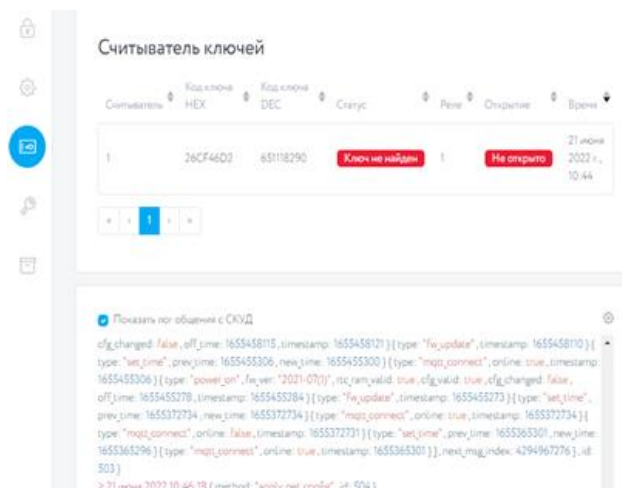 Считыватель ключей
Считыватель
Код ключа HEX
Код ключа DEC
Статус
Реле
Открытие
Время
1
26CF46D2
651118290
Ключ не найден
1
Не открыто
21 июня 2022 г., 10:44
«
‹
1
›
»
Показать лог общения с СКУД
cfg_changed: false , off_time: 1655458115 , timestamp: 1655458121 } { type: "fw_update" , timestamp: 1655458110 } {
type: "set_time" , prev_time: 1655455306 , new_time: 1655455300 } { type: "mqtt_connect" , online: true , timestamp:
1655455306 } { type: "power_on" , fw_ver: "2021-07(1)" , rtc_ram_valid: true , cfg_valid: true , cfg_changed: false ,
off_time: 1655455278 , timestamp: 1655455284 } { type: "fw_update" , timestamp: 1655455273 } { type: "set_time" ,
prev_time: 1655372734 , new_time: 1655372734 } { type: "mqtt_connect" , online: true , timestamp: 1655372734 } {
type: "mqtt_connect" , online: false , timestamp: 1655372731 } { type: "set_time" , prev_time: 1655365301 , new_time:
1655365296 } { type: "mqtt_connect" , online: true , timestamp: 1655365301 } ] , next_msg_index: 4294967276 } , id:
503 }
> 21 июня 2022 10:46:18 { method: "apply_net_config" , id: 504 }